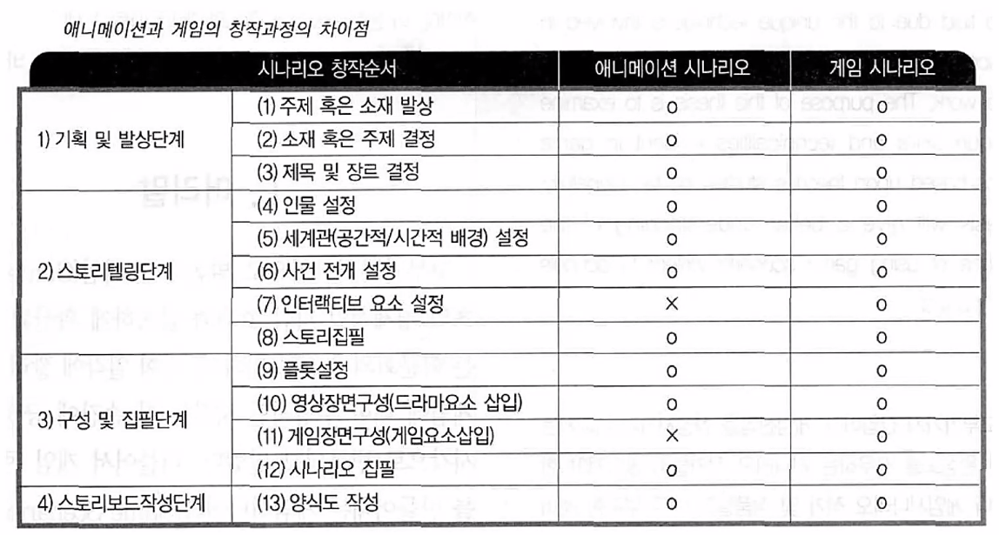 애니메이션과 게임의 창작과정의 차이점
시나리오 창작순서 애니메이션 시나리오 게임 시나리오
1) 기획 및 발상단계 (1) 주제 혹은 소재 발상 o o
(2) 소재 혹은 주제 결정 o o
(3) 제목 및 장르 결정 o o
2) 스토리텔링단계 (4) 인물 설정 o o
(5) 세계관(공간적/시간적 배경) 설정 o o
(6) 사건 전개 설정 o o
(7) 인터랙티브 요소 설정 × o
(8) 스토리집필 o o
3) 구성 및 집필단계 (9) 플롯설정 o o
(10) 영상장면구성(드라마요소 삽입) o o
(11) 게임장면구성(게임요소삽입) × o
(12) 시나리오 집필 o o
4) 스토리보드작성단계 (13) 양식도 작성 o o